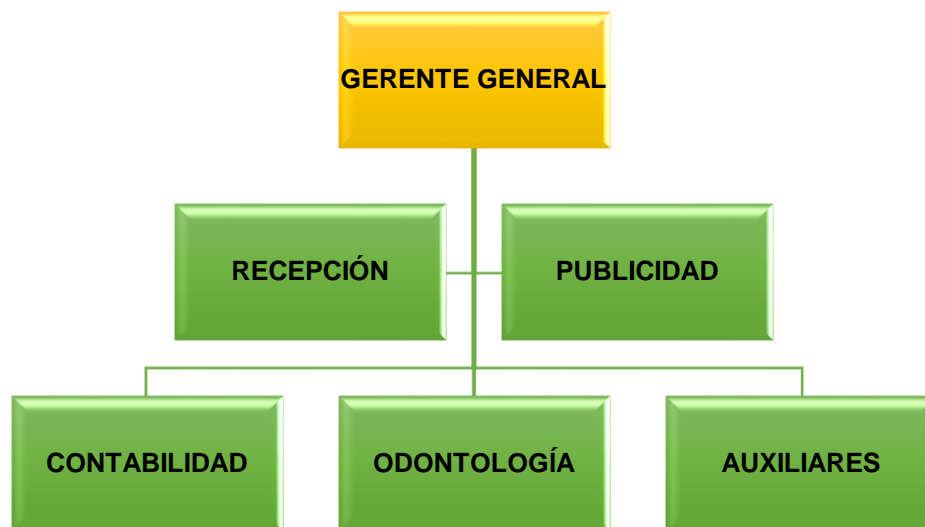 GERENTE GENERAL
RECEPCIÓN
PUBLICIDAD
CONTABILIDAD
ODONTOLOGÍA
AUXILIARES